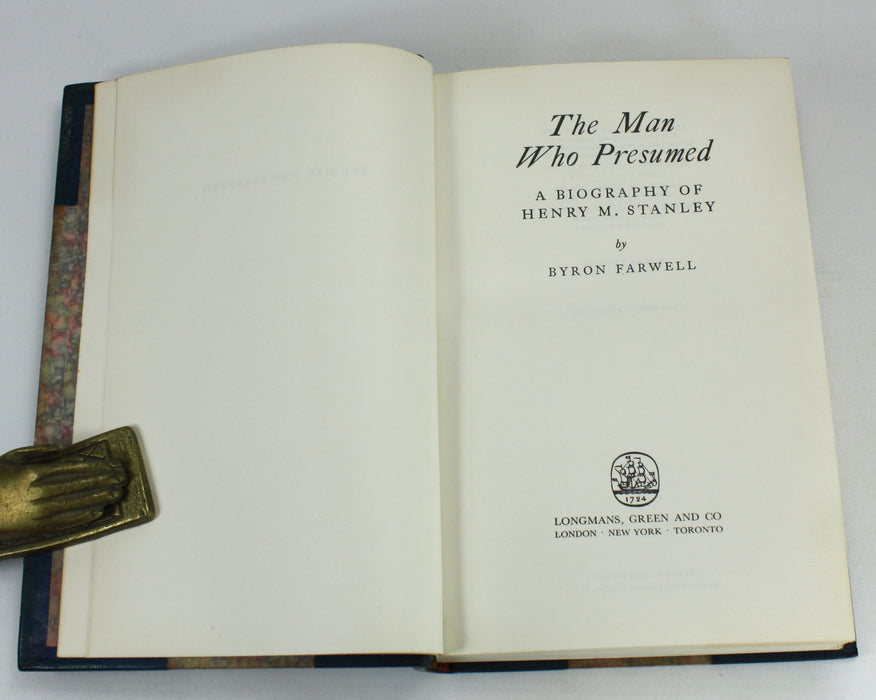 The Man
Who Presumed
A BIOGRAPHY OF
HENRY M. STANLEY
by
BYRON FARWELL
1724
LONGMANS, GREEN AND CO
LONDON · NEW YORK · TORONTO